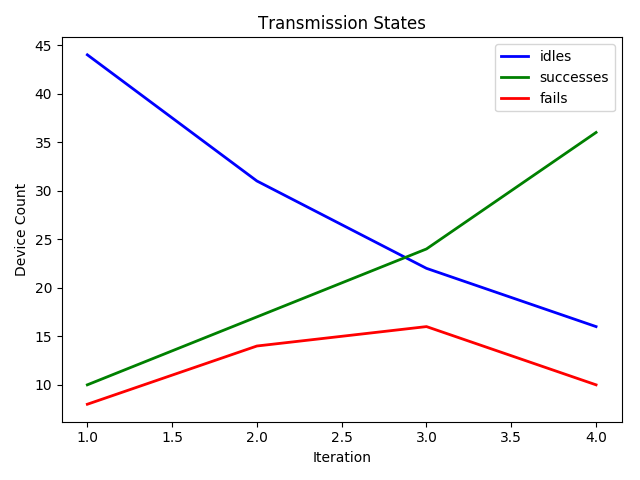 Transmission States
45
40
35
30
25
20
15
10
Device Count
idles
successes
fails
1.0 1.5 2.0 2.5 3.0 3.5 4.0
Iteration